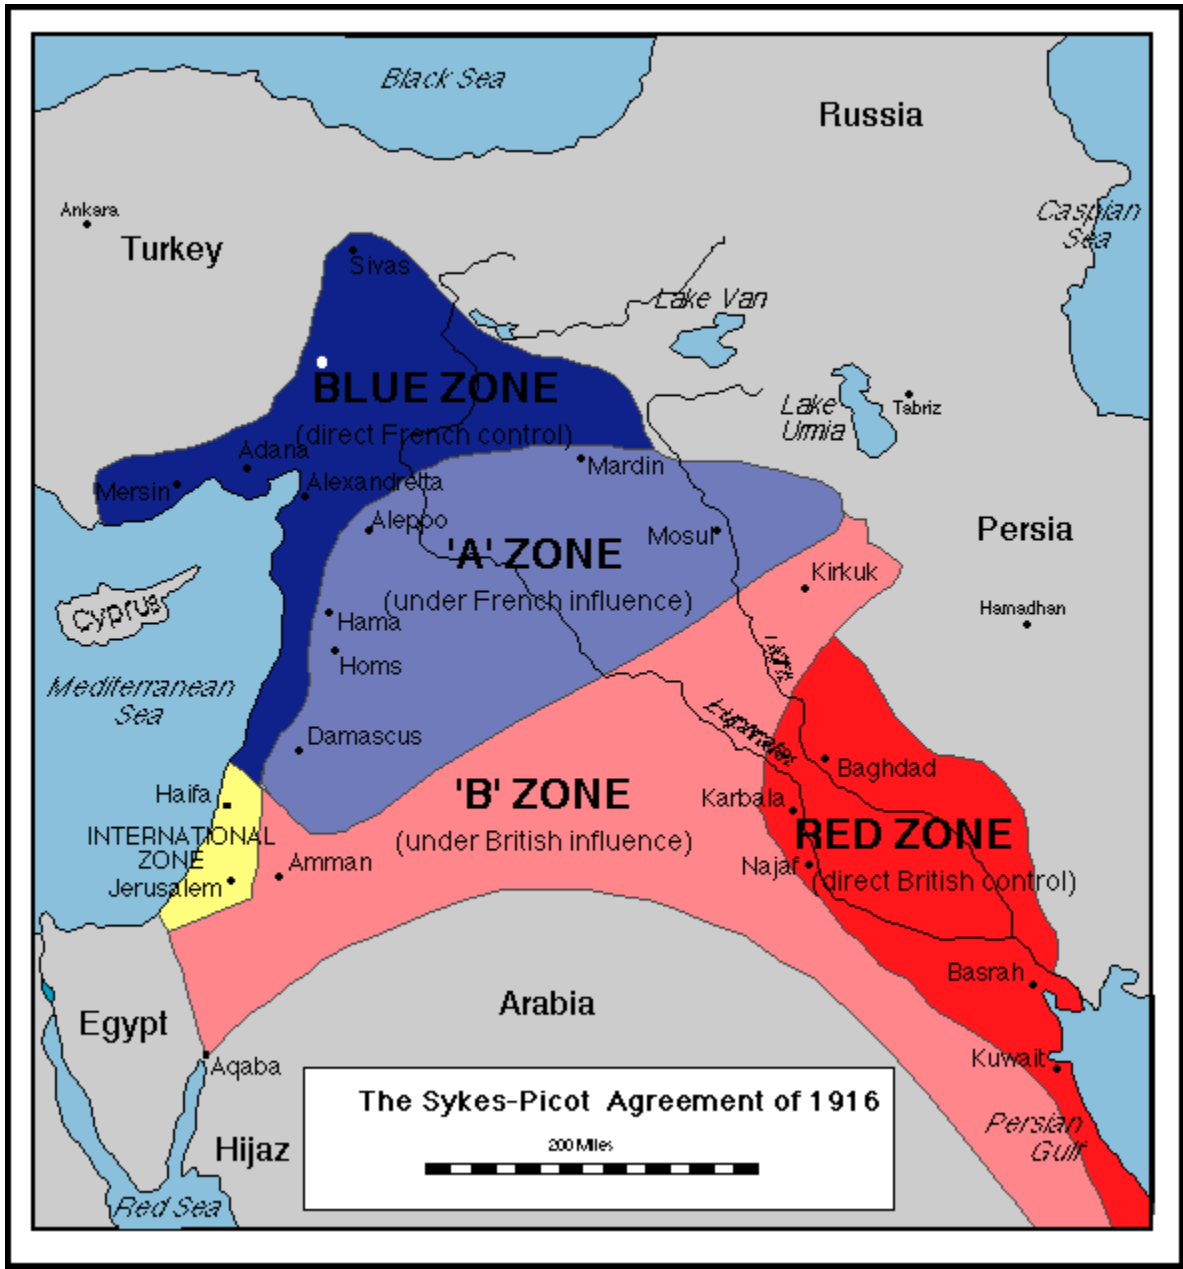 Black Sea
Russia
Caspian
Sea
Ankara
Turkey
Sivas
Lake Van
BLUE ZONE
(direct French control)
Lake
Urmia
Tabriz
Adana
Mersin
Alexandretta
Mardin
Aleppo
Mosul
Persia
'A' ZONE
(under French influence)
Kirkuk
Cyprus
Hama
Homs
Hamadhan
Mediterranean
Sea
Tigris
Euphrates
Damascus
Baghdad
Haifa
'B' ZONE
(under British influence)
Karbala
INTERNATIONAL
ZONE
Jerusalem
Amman
RED ZONE
Najaf
(direct British control)
Basrah
Egypt
Arabia
Aqaba
Kuwait
The Sykes-Picot Agreement of 1916
200 Miles
Persian
Gulf
Hijaz
Red Sea